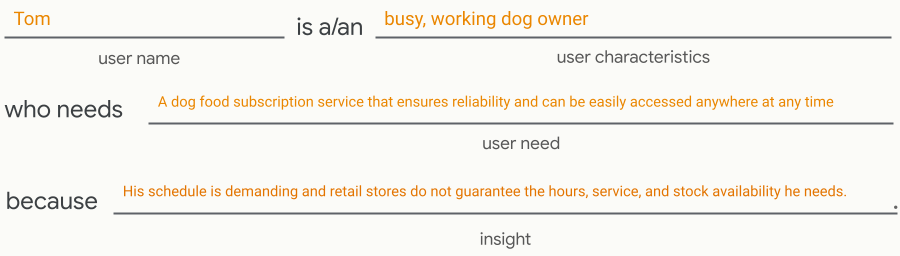 Tom is a/an busy, working dog owner
user name user characteristics
who needs A dog food subscription service that ensures reliability and can be easily accessed anywhere at any time
user need
because His schedule is demanding and retail stores do not guarantee the hours, service, and stock availability he needs. .
insight